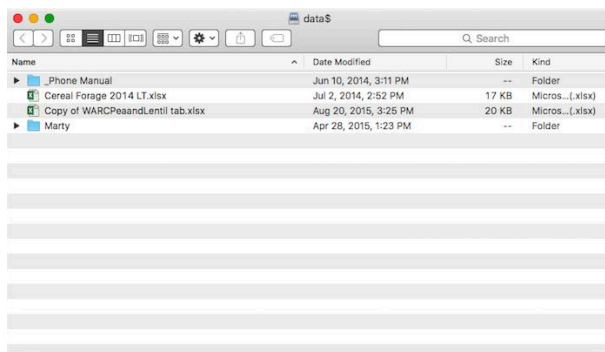 data$
Search
Name Date Modified Size Kind
_Phone Manual Jun 10, 2014, 3:11 PM -- Folder
Cereal Forage 2014 LT.xlsx Jul 2, 2014, 2:52 PM 17 KB Micros...(.xlsx)
Copy of WARCPeaandLentil tab.xlsx Aug 20, 2015, 3:25 PM 20 KB Micros...(.xlsx)
Marty Apr 28, 2015, 1:23 PM -- Folder